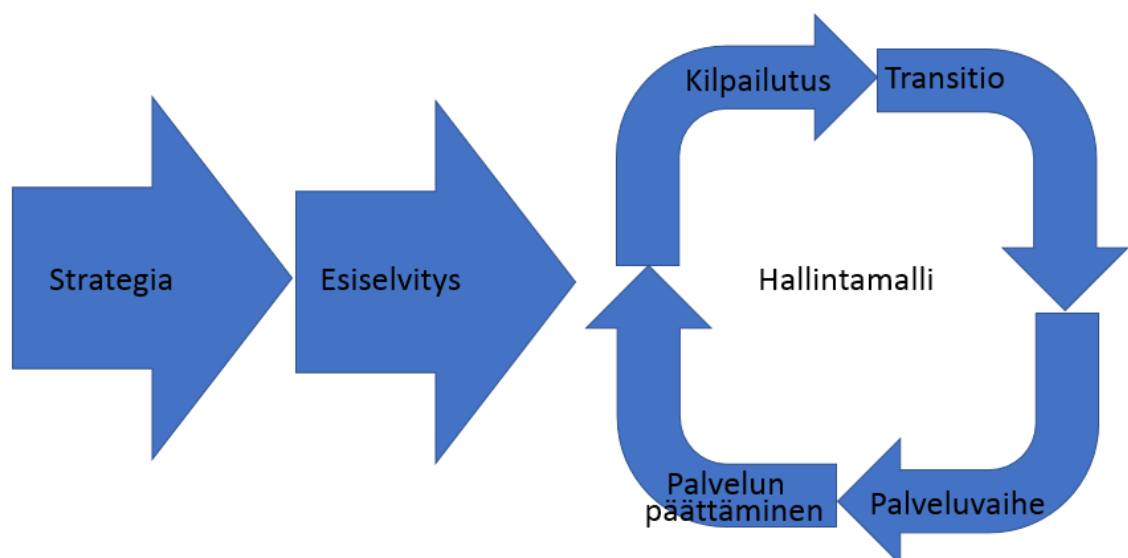 Strategia
Esiselvitys
Kilpailutus
Transitio
Hallintamalli
Palveluvaihe
Palvelun
päättäminen